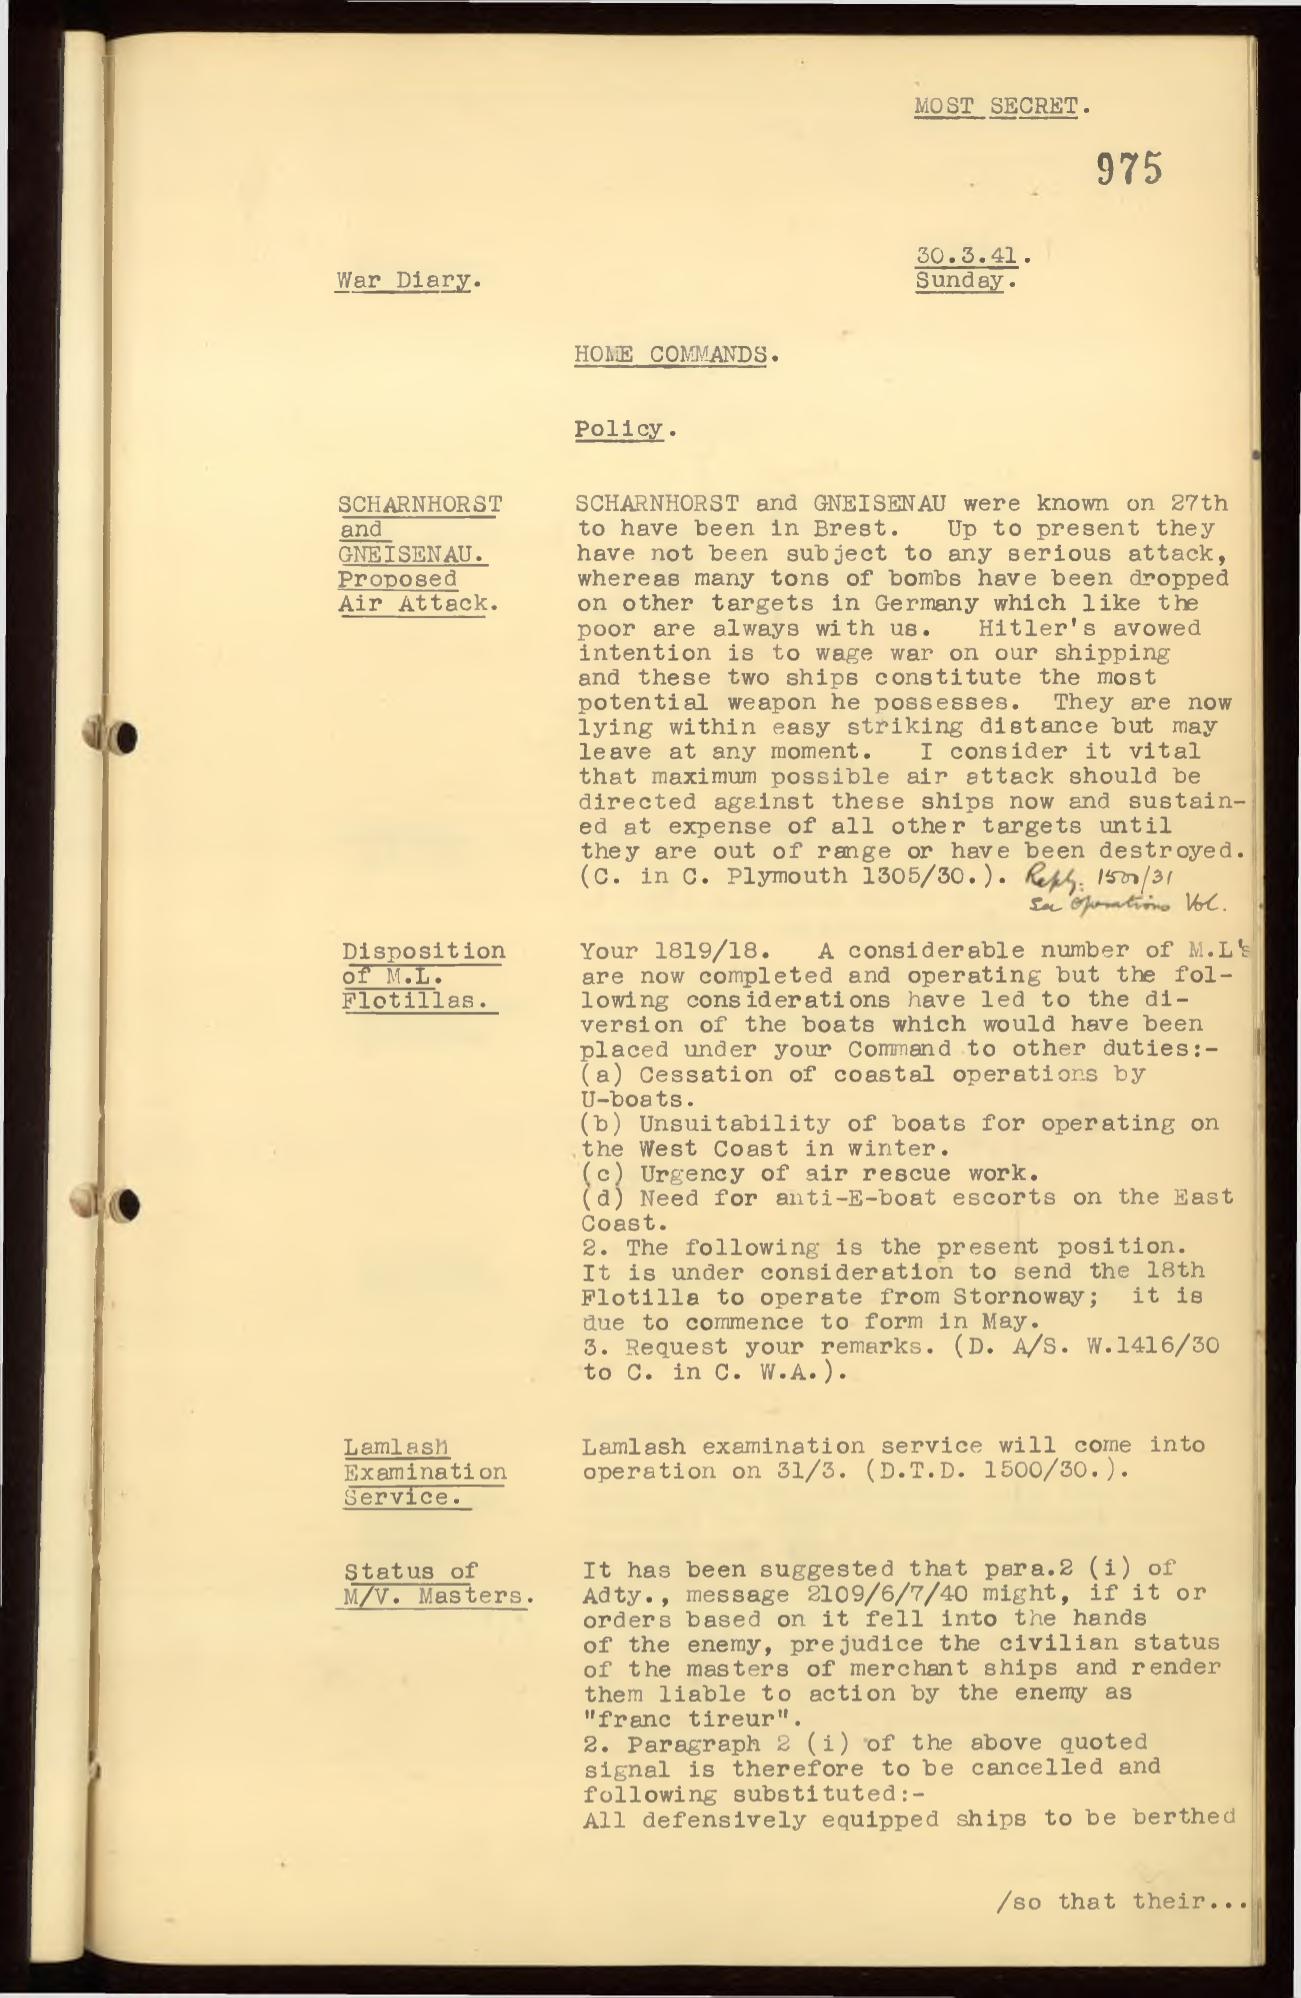 MOST SECRET.
975
30.3.41.
War Diary.
Sunday.
HOME COMMANDS.
Policy.
SCHARNHORST
and
GNEISENAU.
Proposed
Air Attack.
SCHARNHORST and GNEISENAU were known on 27th
to have been in Brest. Up to present they
have not been subject to any serious attack,
whereas many tons of bombs have been dropped
on other targets in Germany which like the
poor are always with us. Hitler's avowed
intention is to wage war on our shipping
and these two ships constitute the most
potential weapon he possesses. They are now
lying within easy striking distance but may
leave at any moment. I consider it vital
that maximum possible air attack should be
directed against these ships now and sustain-
ed at expense of all other targets until
they are out of range or have been destroyed.
(C. in C. Plymouth 1305/30.). Reply: 1500/31
See Operations Vol.
Disposition
of M.L.
Flotillas.
Your 1819/18. A considerable number of M.L's
are now completed and operating but the fol-
lowing considerations have led to the di-
version of the boats which would have been
placed under your Command to other duties:-
(a) Cessation of coastal operations by
U-boats.
(b) Unsuitability of boats for operating on
the West Coast in winter.
(c) Urgency of air rescue work.
(d) Need for anti-E-boat escorts on the East
Coast.
2. The following is the present position.
It is under consideration to send the 18th
Flotilla to operate from Stornoway; it is
due to commence to form in May.
3. Request your remarks. (D. A/S. W.1416/30
to C. in C. W.A.).
Lamlash
Examination
Service.
Lamlash examination service will come into
operation on 31/3. (D.T.D. 1500/30.).
Status of
M/V. Masters.
It has been suggested that para.2 (i) of
Adty., message 2109/6/7/40 might, if it or
orders based on it fell into the hands
of the enemy, prejudice the civilian status
of the masters of merchant ships and render
them liable to action by the enemy as
"franc tireur".
2. Paragraph 2 (i) of the above quoted
signal is therefore to be cancelled and
following substituted:-
All defensively equipped ships to be berthed
/so that their...